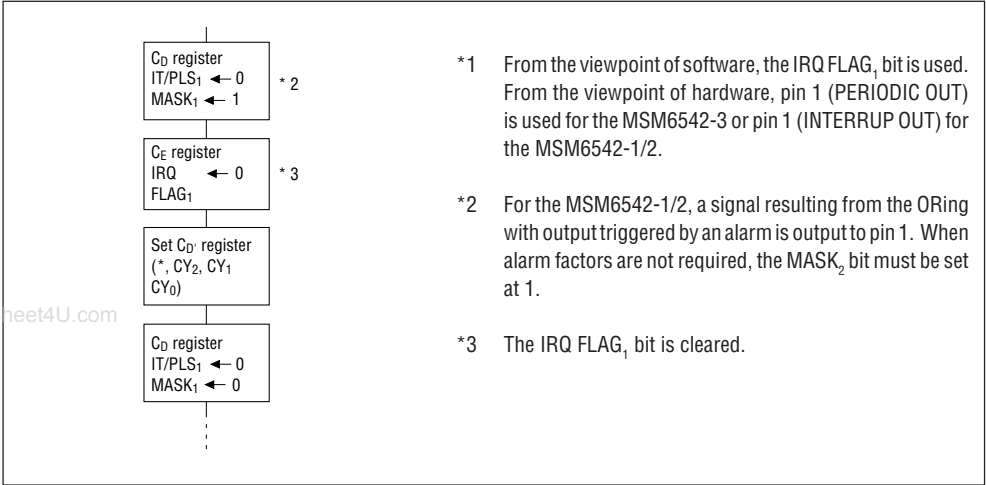 C_D register
IT/PLS₁ ← 0
MASK₁ ← 1
* 2
C_E register
IRQ ← 0
FLAG₁
* 3
Set C_D' register
(*, CY₂, CY₁
CY₀)
C_D register
IT/PLS₁ ← 0
MASK₁ ← 0
heet4U.com
*1 From the viewpoint of software, the IRQ FLAG₁ bit is used.
From the viewpoint of hardware, pin 1 (PERIODIC OUT)
is used for the MSM6542-3 or pin 1 (INTERRUP OUT) for
the MSM6542-1/2.
*2 For the MSM6542-1/2, a signal resulting from the ORing
with output triggered by an alarm is output to pin 1. When
alarm factors are not required, the MASK₂ bit must be set
at 1.
*3 The IRQ FLAG₁ bit is cleared.